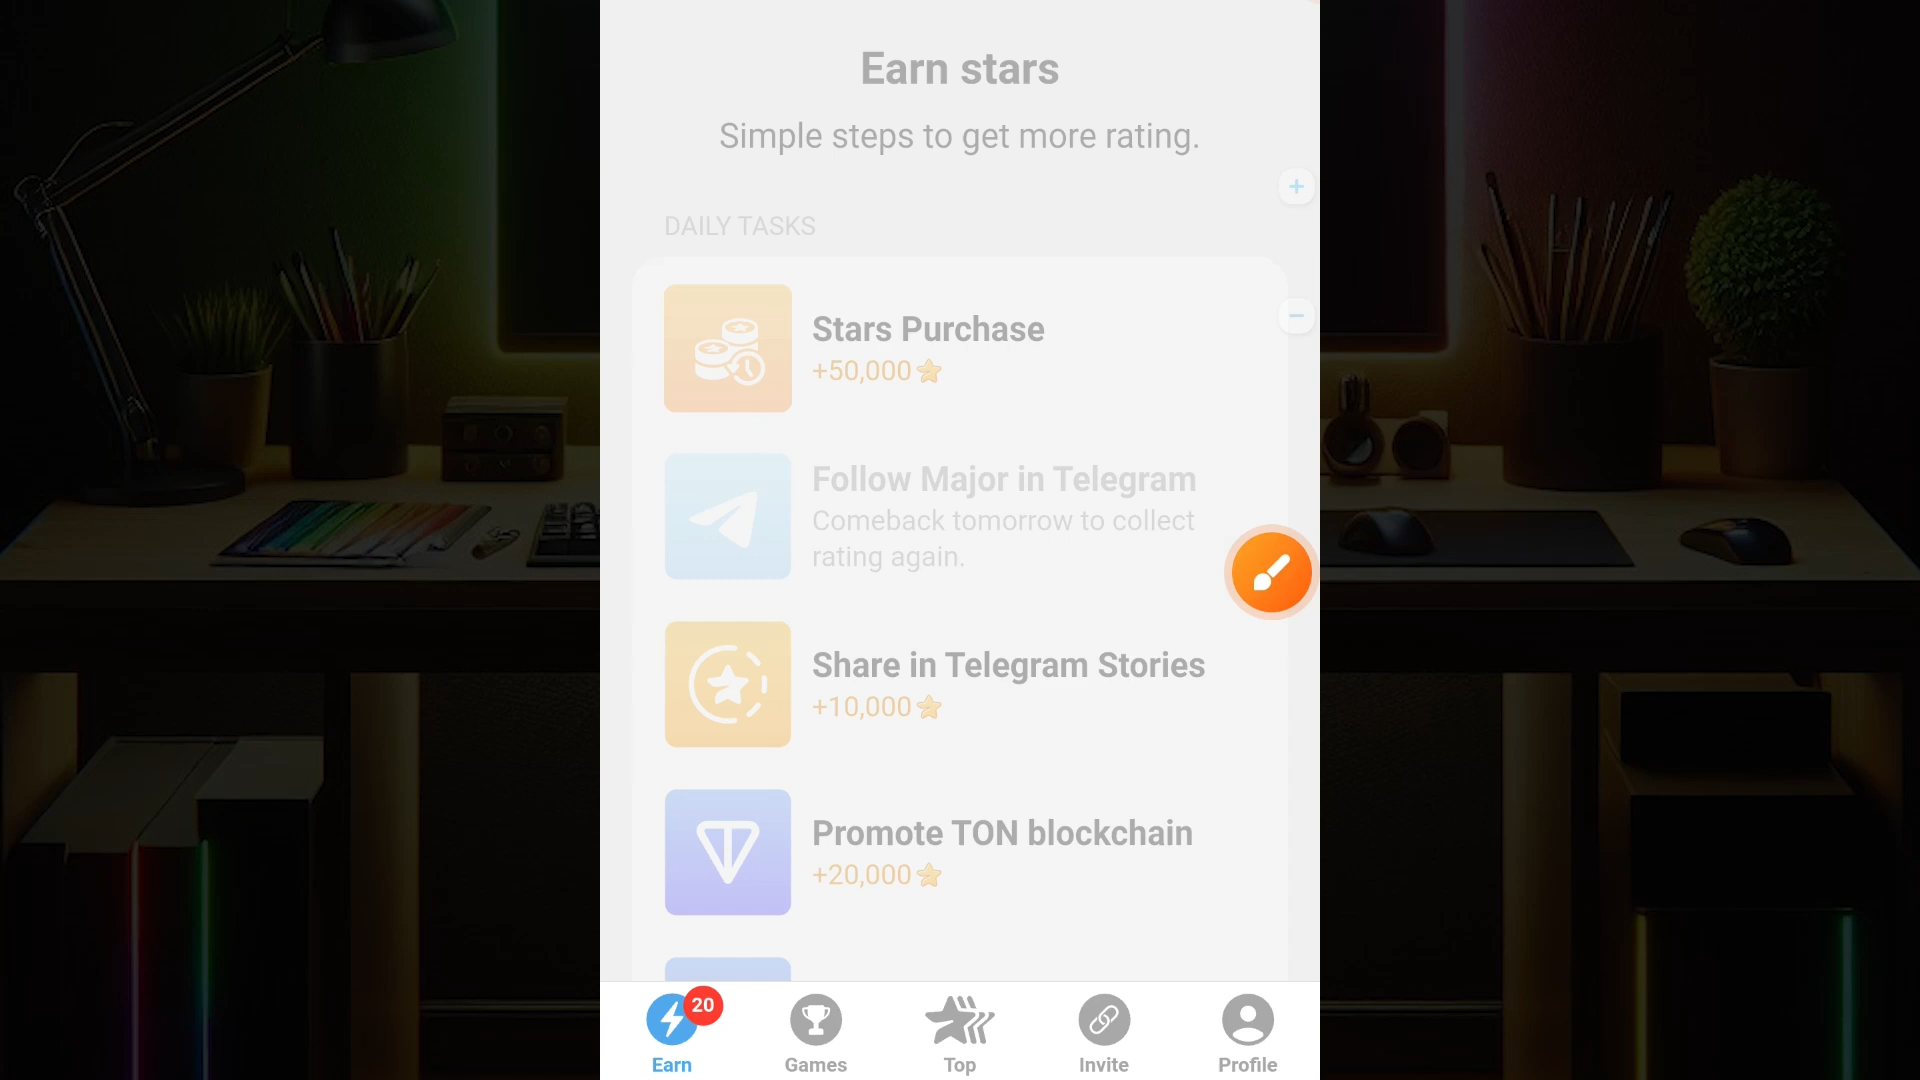 Earn stars
Simple steps to get more rating.
DAILY TASKS
Stars Purchase
+50,000
Follow Major in Telegram
Comeback tomorrow to collect
rating again.
Share in Telegram Stories
+10,000
Promote TON blockchain
+20,000
20
Earn
Games
Top
Invite
Profile